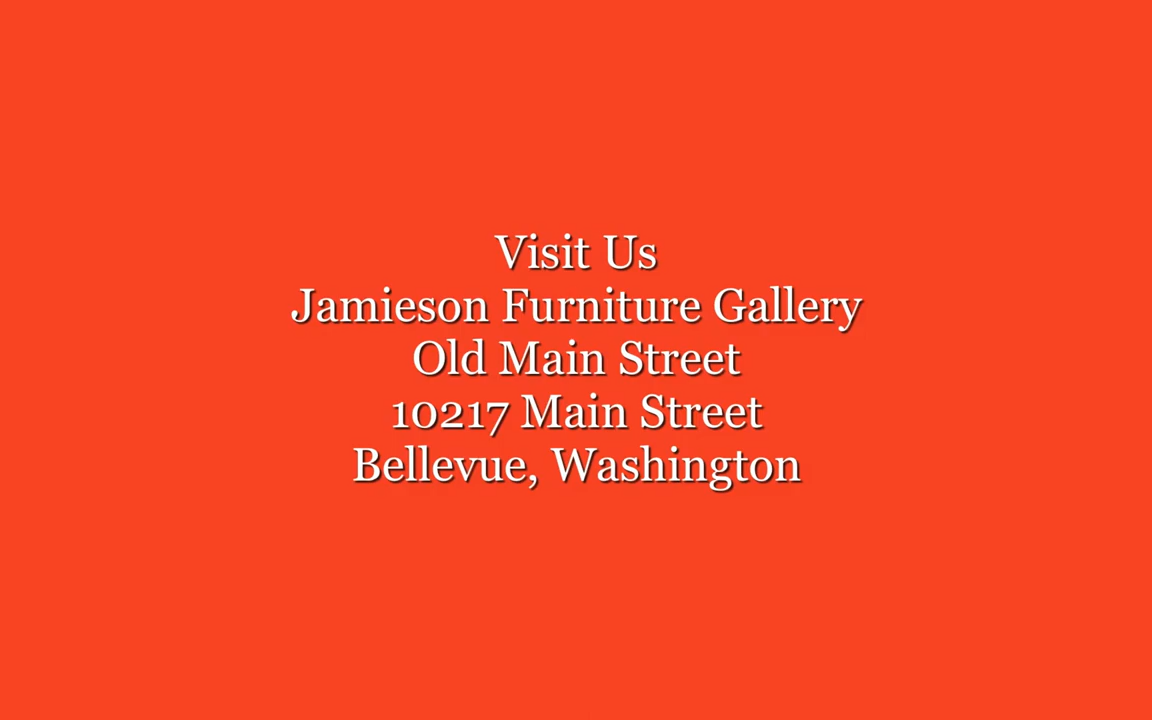 Visit Us
Jamieson Furniture Gallery
Old Main Street
10217 Main Street
Bellevue, Washington